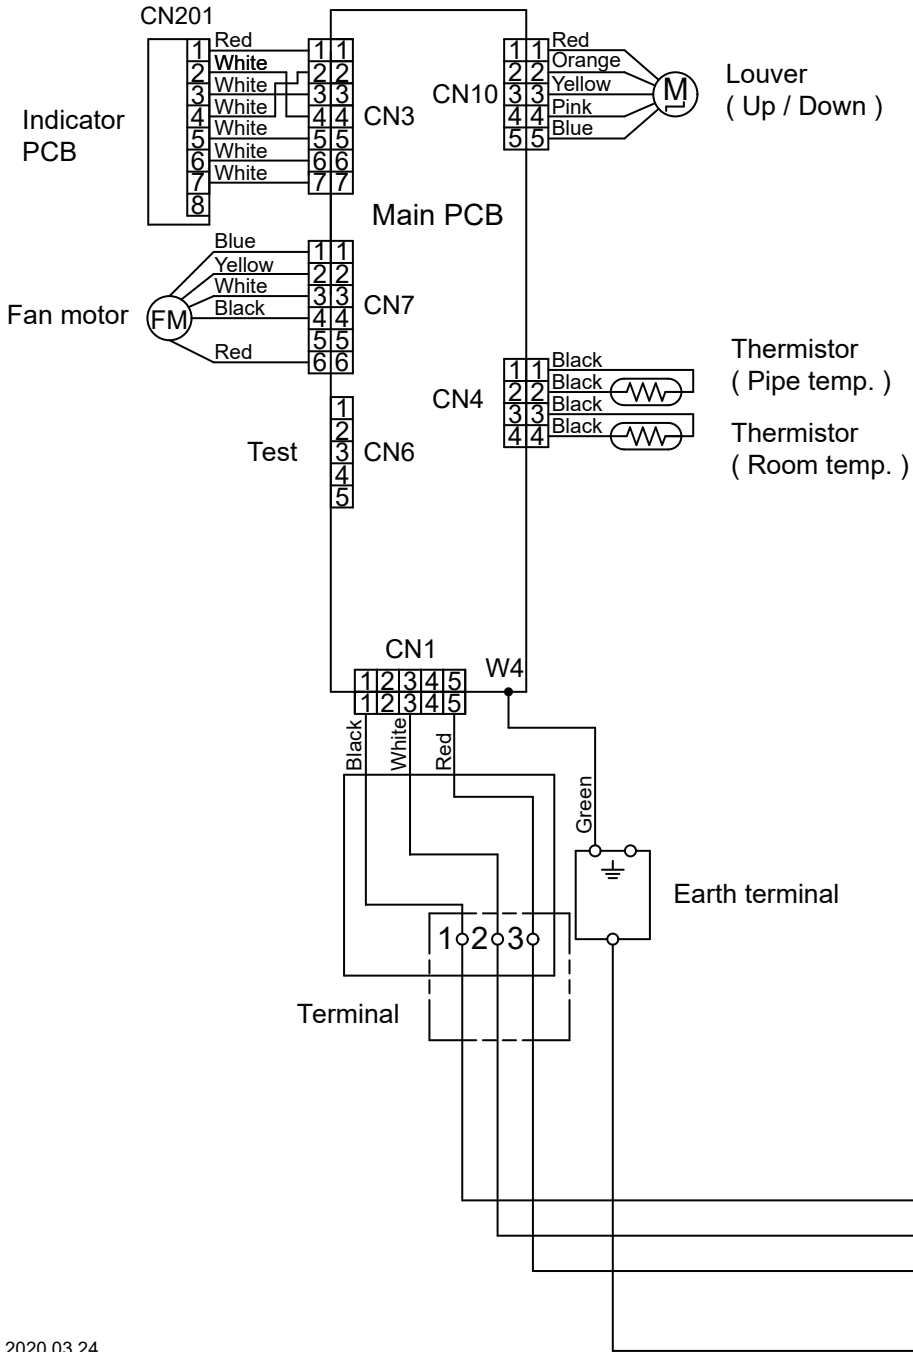 CN201
Indicator
PCB
1
2
3
4
5
6
7
8
Red
White
White
White
White
White
White
1 1
2 2
3 3
4 4
5 5
6 6
7 7
CN3
CN10
1 1
2 2
3 3
4 4
5 5
Red
Orange
Yellow
Pink
Blue
M
Louver
( Up / Down )
Main PCB
Fan motor
FM
Blue
Yellow
White
Black
Red
1 1
2 2
3 3
4 4
5 5
6 6
CN7
CN4
1 1
2 2
3 3
4 4
Black
Black
Black
Black
Thermistor
( Pipe temp. )
Thermistor
( Room temp. )
Test
1
2
3
4
5
CN6
CN1
W4
1 2 3 4 5
1 2 3 4 5
Black
White
Red
Green
Earth terminal
1 2 3
Terminal
2020.03.24